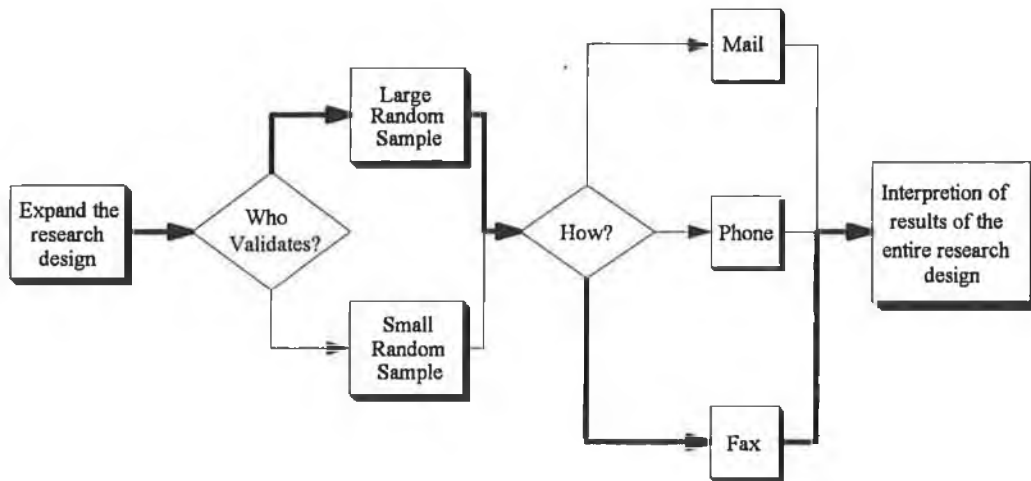 Expand the
research
design
Who
Validates?
Large
Random
Sample
Small
Random
Sample
How?
Mail
Phone
Fax
Interpretion of
results of the
entire research
design